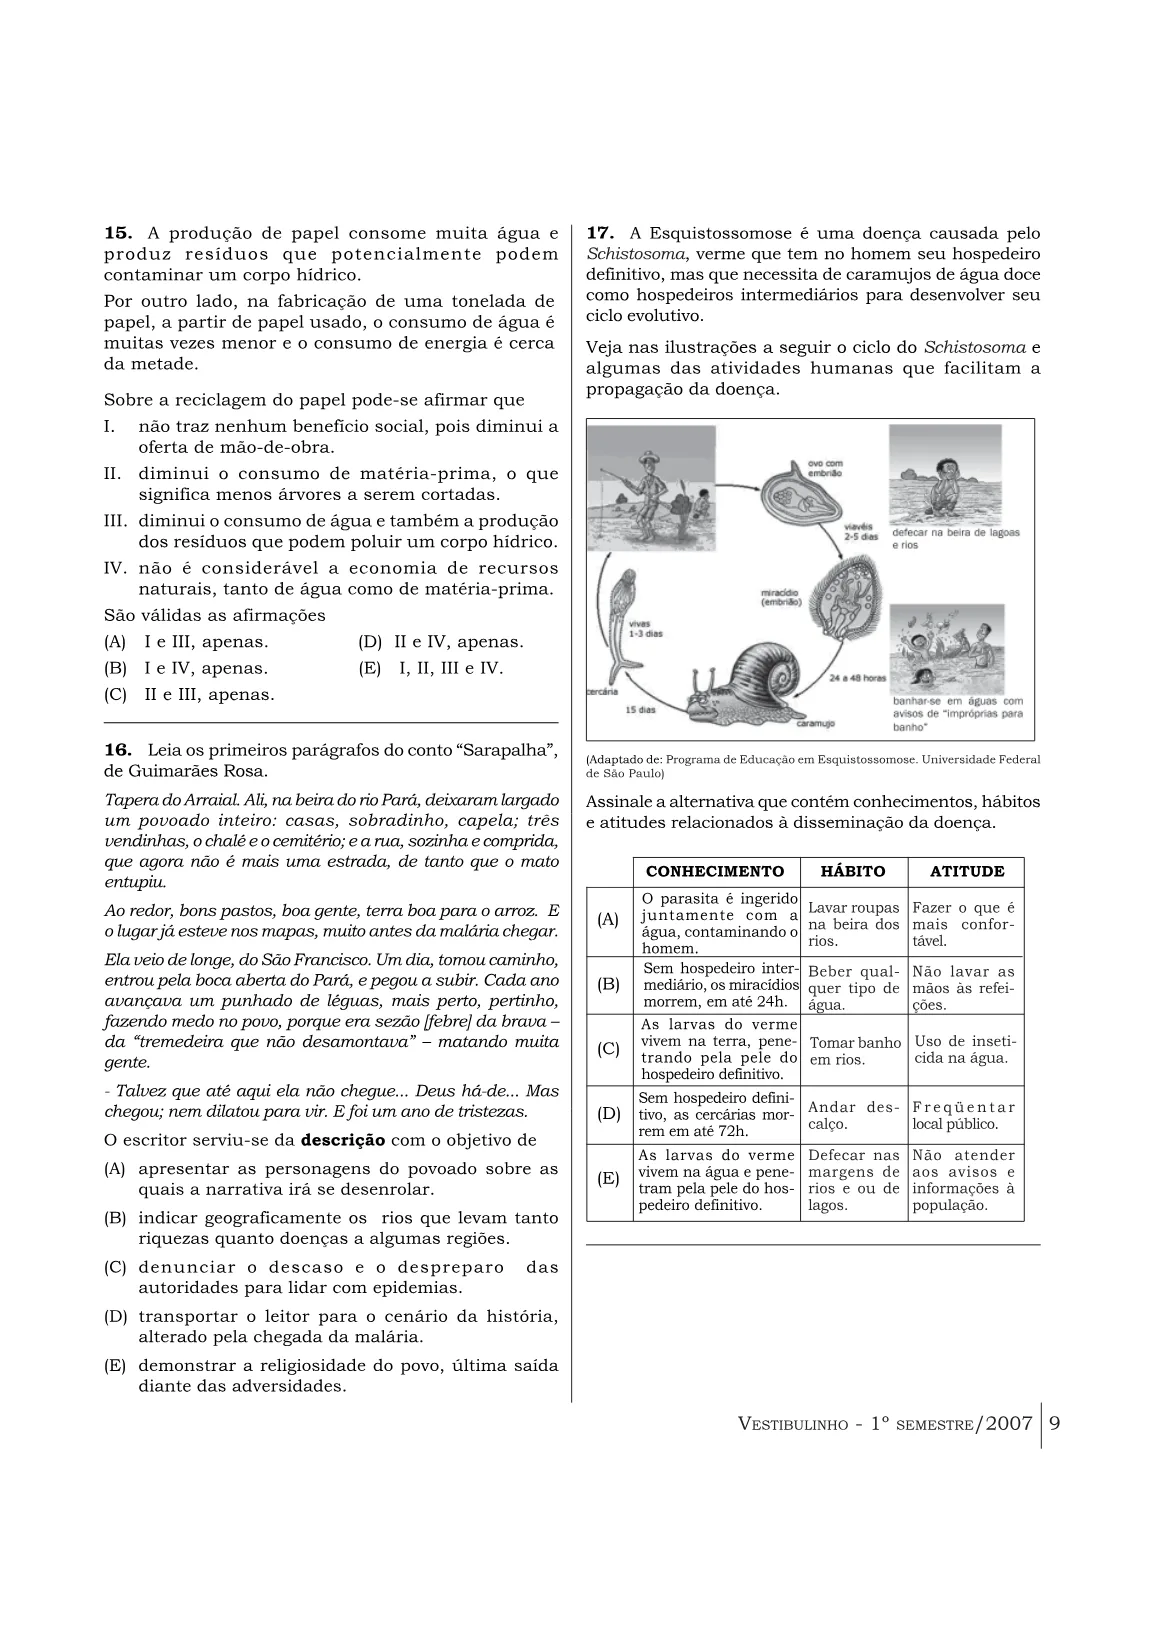 15. A produção de papel consome muita água e
produz resíduos que potencialmente podem
contaminar um corpo hídrico.
Por outro lado, na fabricação de uma tonelada de
papel, a partir de papel usado, o consumo de água é
muitas vezes menor e o consumo de energia é cerca
da metade.
Sobre a reciclagem do papel pode-se afirmar que
I. não traz nenhum benefício social, pois diminui a
oferta de mão-de-obra.
II. diminui o consumo de matéria-prima, o que
significa menos árvores a serem cortadas.
III. diminui o consumo de água e também a produção
dos resíduos que podem poluir um corpo hídrico.
IV. não é considerável a economia de recursos
naturais, tanto de água como de matéria-prima.
São válidas as afirmações
(A) I e III, apenas. (D) II e IV, apenas.
(B) I e IV, apenas. (E) I, II, III e IV.
(C) II e III, apenas.
16. Leia os primeiros parágrafos do conto “Sarapalha”,
de Guimarães Rosa.
Tapera do Arraial. Ali, na beira do rio Pará, deixaram largado
um povoado inteiro: casas, sobradinho, capela; três
vendinhas, o chalé e o cemitério; e a rua, sozinha e comprida,
que agora não é mais uma estrada, de tanto que o mato
entupiu.
Ao redor, bons pastos, boa gente, terra boa para o arroz. E
o lugar já esteve nos mapas, muito antes da malária chegar.
Ela veio de longe, do São Francisco. Um dia, tomou caminho,
entrou pela boca aberta do Pará, e pegou a subir. Cada ano
avançava um punhado de léguas, mais perto, pertinho,
fazendo medo no povo, porque era sezão [febre] da brava –
da “tremedeira que não desamontava” – matando muita
gente.
- Talvez que até aqui ela não chegue... Deus há-de... Mas
chegou; nem dilatou para vir. E foi um ano de tristezas.
O escritor serviu-se da descrição com o objetivo de
(A) apresentar as personagens do povoado sobre as
quais a narrativa irá se desenrolar.
(B) indicar geograficamente os rios que levam tanto
riquezas quanto doenças a algumas regiões.
(C) denunciar o descaso e o despreparo das
autoridades para lidar com epidemias.
(D) transportar o leitor para o cenário da história,
alterado pela chegada da malária.
(E) demonstrar a religiosidade do povo, última saída
diante das adversidades.
17. A Esquistossomose é uma doença causada pelo
Schistosoma, verme que tem no homem seu hospedeiro
definitivo, mas que necessita de caramujos de água doce
como hospedeiros intermediários para desenvolver seu
ciclo evolutivo.
Veja nas ilustrações a seguir o ciclo do Schistosoma e
algumas das atividades humanas que facilitam a
propagação da doença.
ovo com
embrião
viavéis
2-5 dias
defecar na beira de lagoas
e rios
miracídio
(embrião)
vivas
1-3 dias
24 a 48 horas
cercária
15 dias
caramujo
banhar-se em águas com
avisos de “impróprias para
banho”
(Adaptado de: Programa de Educação em Esquistossomose. Universidade Federal
de São Paulo)
Assinale a alternativa que contém conhecimentos, hábitos
e atitudes relacionados à disseminação da doença.
CONHECIMENTO HÁBITO ATITUDE
(A)
O parasita é ingerido
juntamente com a
água, contaminando o
homem.
Lavar roupas
na beira dos
rios.
Fazer o que é
mais confor-
tável.
(B)
Sem hospedeiro inter-
mediário, os miracídios
morrem, em até 24h.
Beber qual-
quer tipo de
água.
Não lavar as
mãos às refei-
ções.
(C)
As larvas do verme
vivem na terra, pene-
trando pela pele do
hospedeiro definitivo.
Tomar banho
em rios.
Uso de inseti-
cida na água.
(D)
Sem hospedeiro defini-
tivo, as cercárias mor-
rem em até 72h.
Andar des-
calço.
Freqüentar
local público.
(E)
As larvas do verme
vivem na água e pene-
tram pela pele do hos-
pedeiro definitivo.
Defecar nas
margens de
rios e ou de
lagos.
Não atender
aos avisos e
informações à
população.
VESTIBULINHO - 1º SEMESTRE/2007 9